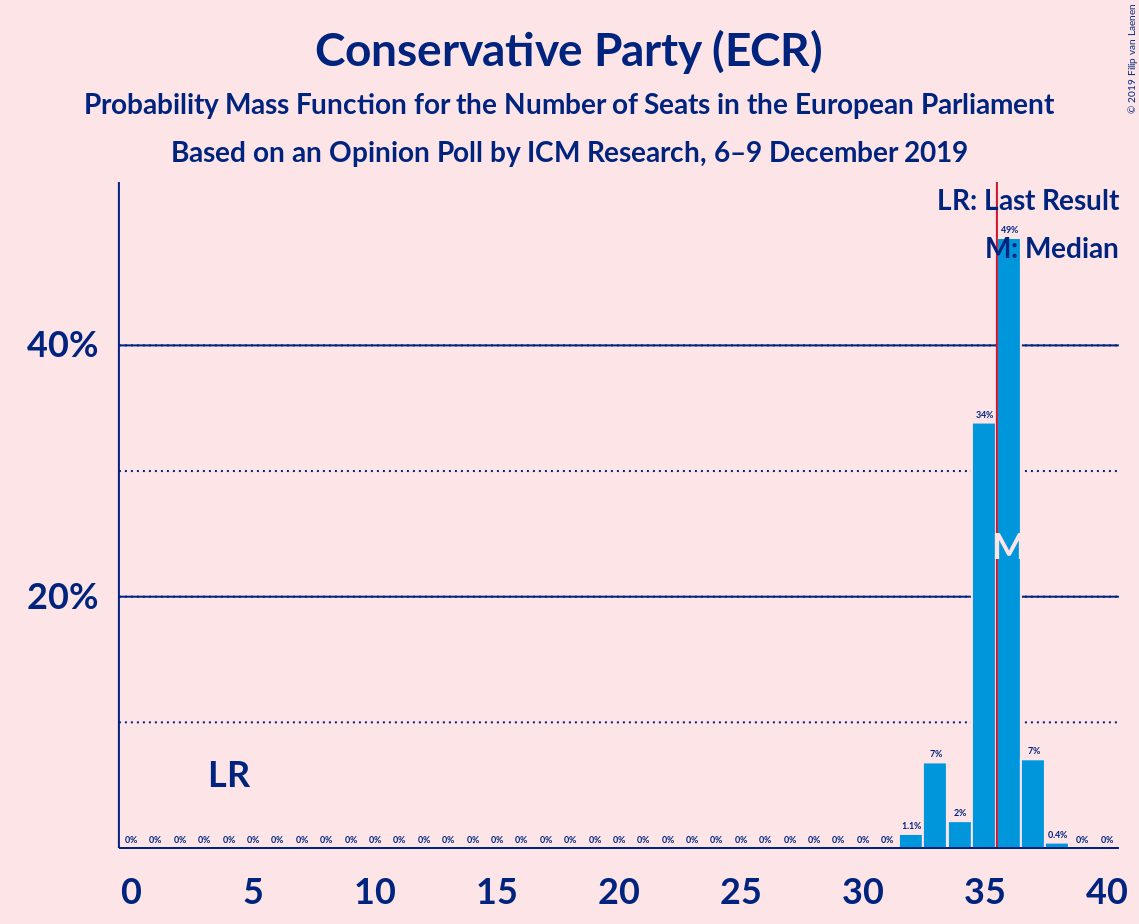 Conservative Party (ECR)
Probability Mass Function for the Number of Seats in the European Parliament
Based on an Opinion Poll by ICM Research, 6–9 December 2019
© 2019 Filip van Laenen
LR: Last Result
M: Median
49%
40%
34%
M
20%
LR
7% 2% 7%
0% 0% 0% 0% 0% 0% 0% 0% 0% 0% 0% 0% 0% 0% 0% 0% 0% 0% 0% 0% 0% 0% 0% 0% 0% 0% 0% 0% 0% 0% 0% 0% 1.1% 0.4% 0% 0%
0 5 10 15 20 25 30 35 40